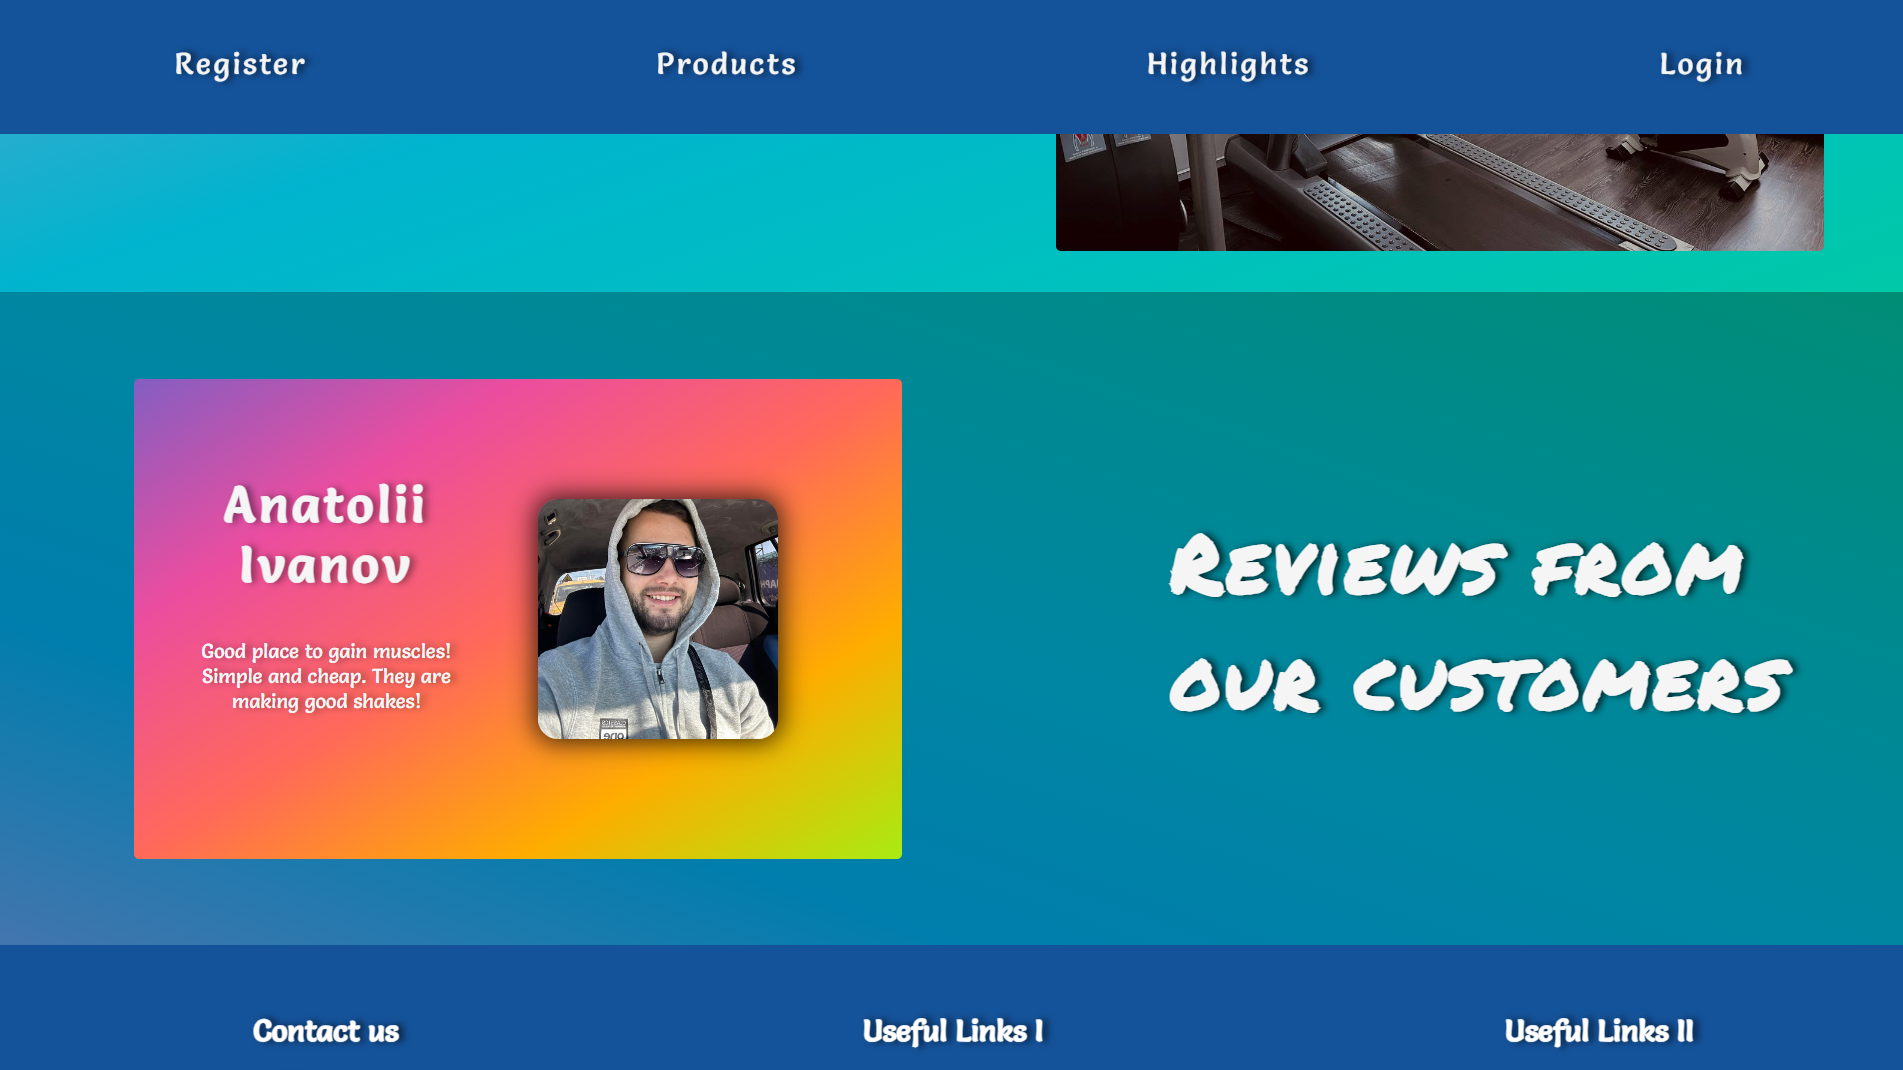 Register Products Highlights Login
Anatolii
Ivanov
Good place to gain muscles!
Simple and cheap. They are
making good shakes!
Reviews from
our customers
Contact us Useful Links I Useful Links II